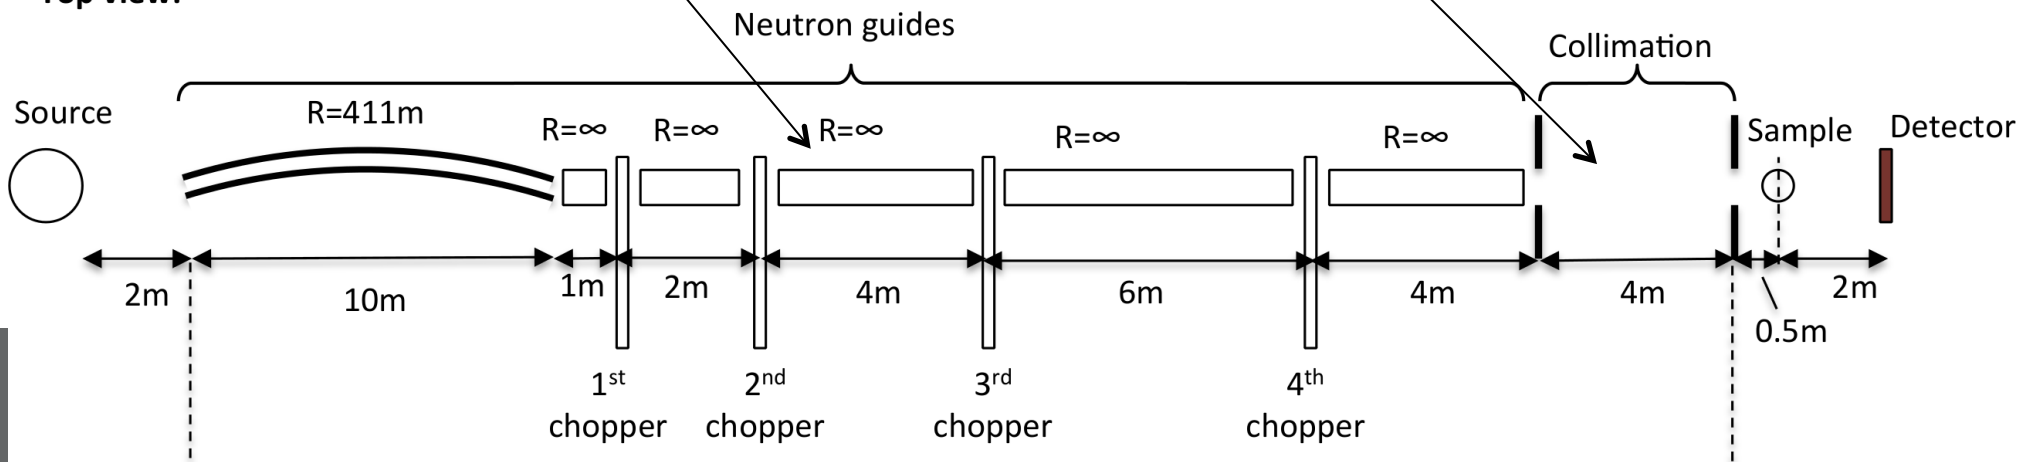 Top view:
Neutron guides
Collimation
Source
R=411m
R=∞
R=∞
R=∞
R=∞
R=∞
Sample
Detector
2m
10m
1m
2m
4m
6m
4m
4m
2m
0.5m
1st
chopper
2nd
chopper
3rd
chopper
4th
chopper